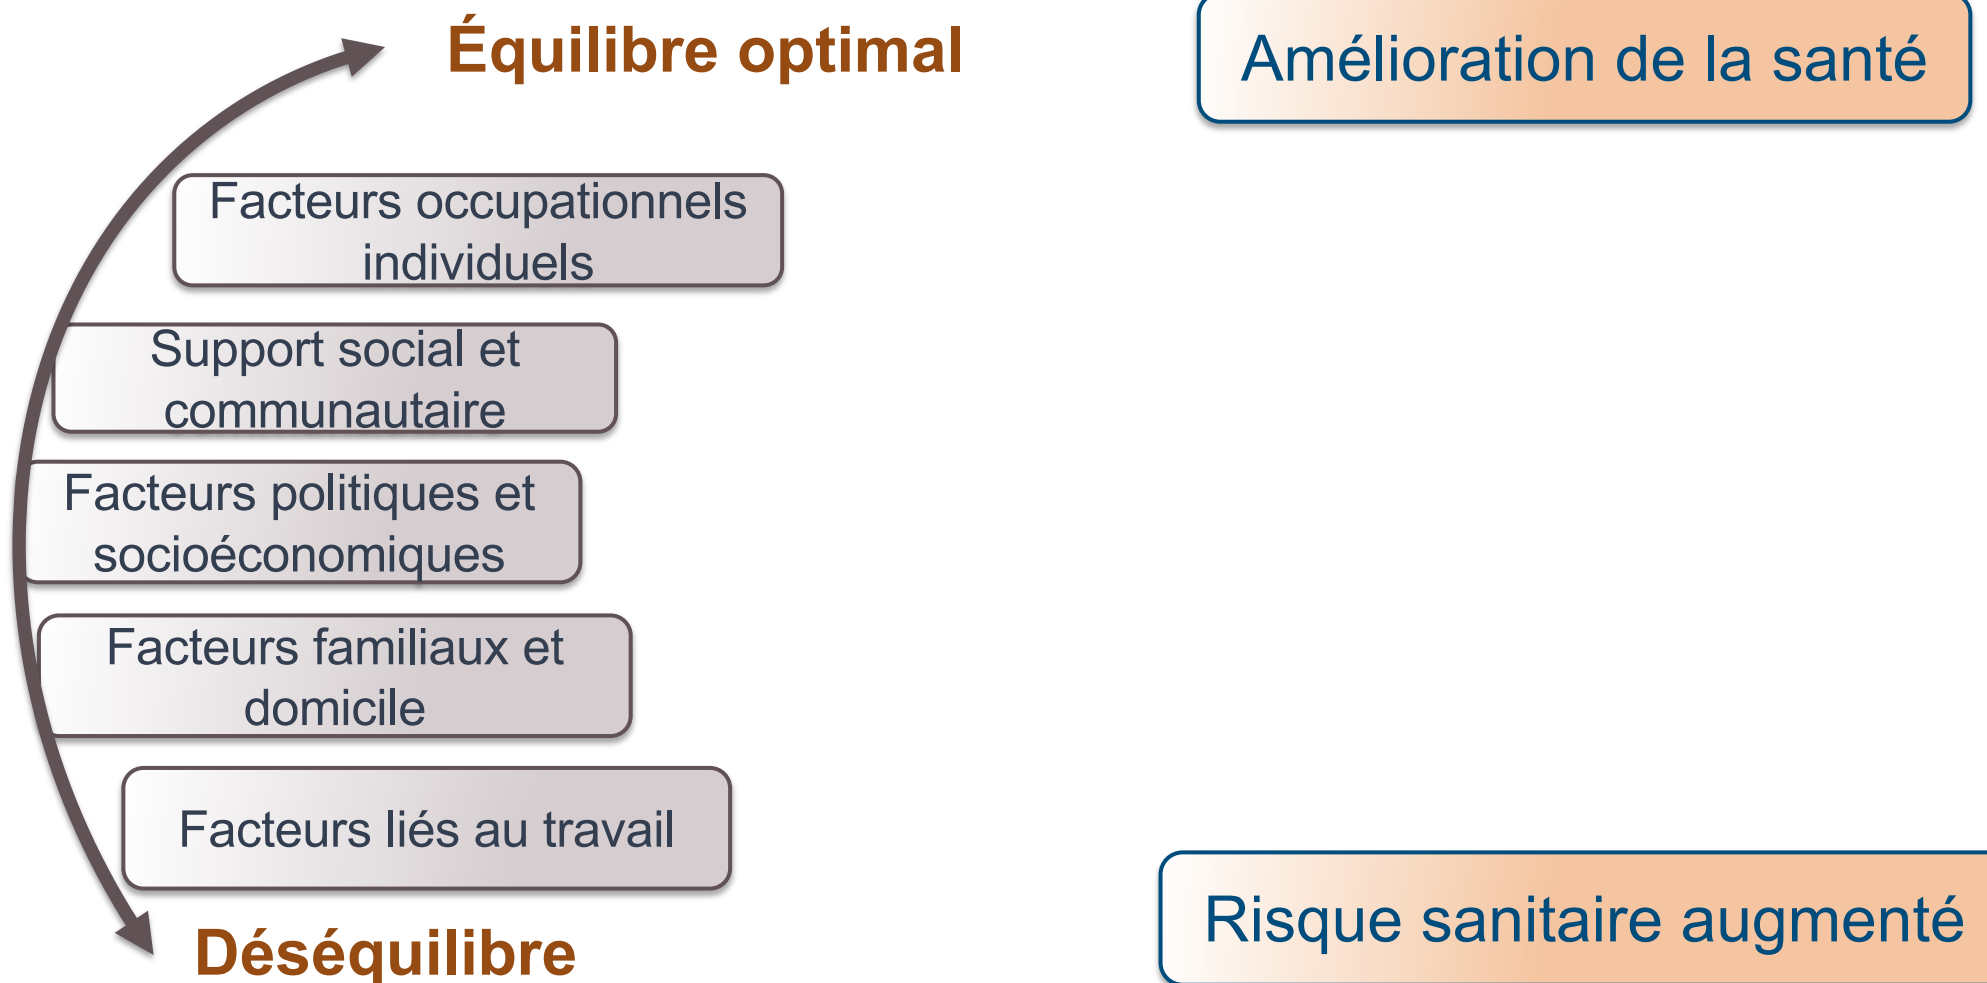 Équilibre optimal
Amélioration de la santé
Facteurs occupationnels
individuels
Support social et
communautaire
Facteurs politiques et
socioéconomiques
Facteurs familiaux et
domicile
Facteurs liés au travail
Risque sanitaire augmenté
Déséquilibre